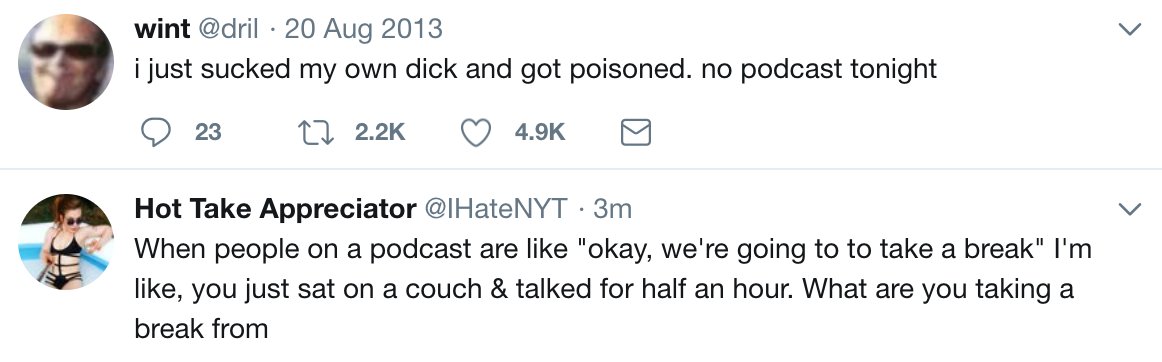 wint @dril · 20 Aug 2013
i just sucked my own dick and got poisoned. no podcast tonight
23 2.2K 4.9K
Hot Take Appreciator @IHateNYT · 3m
When people on a podcast are like "okay, we're going to to take a break" I'm
like, you just sat on a couch & talked for half an hour. What are you taking a
break from